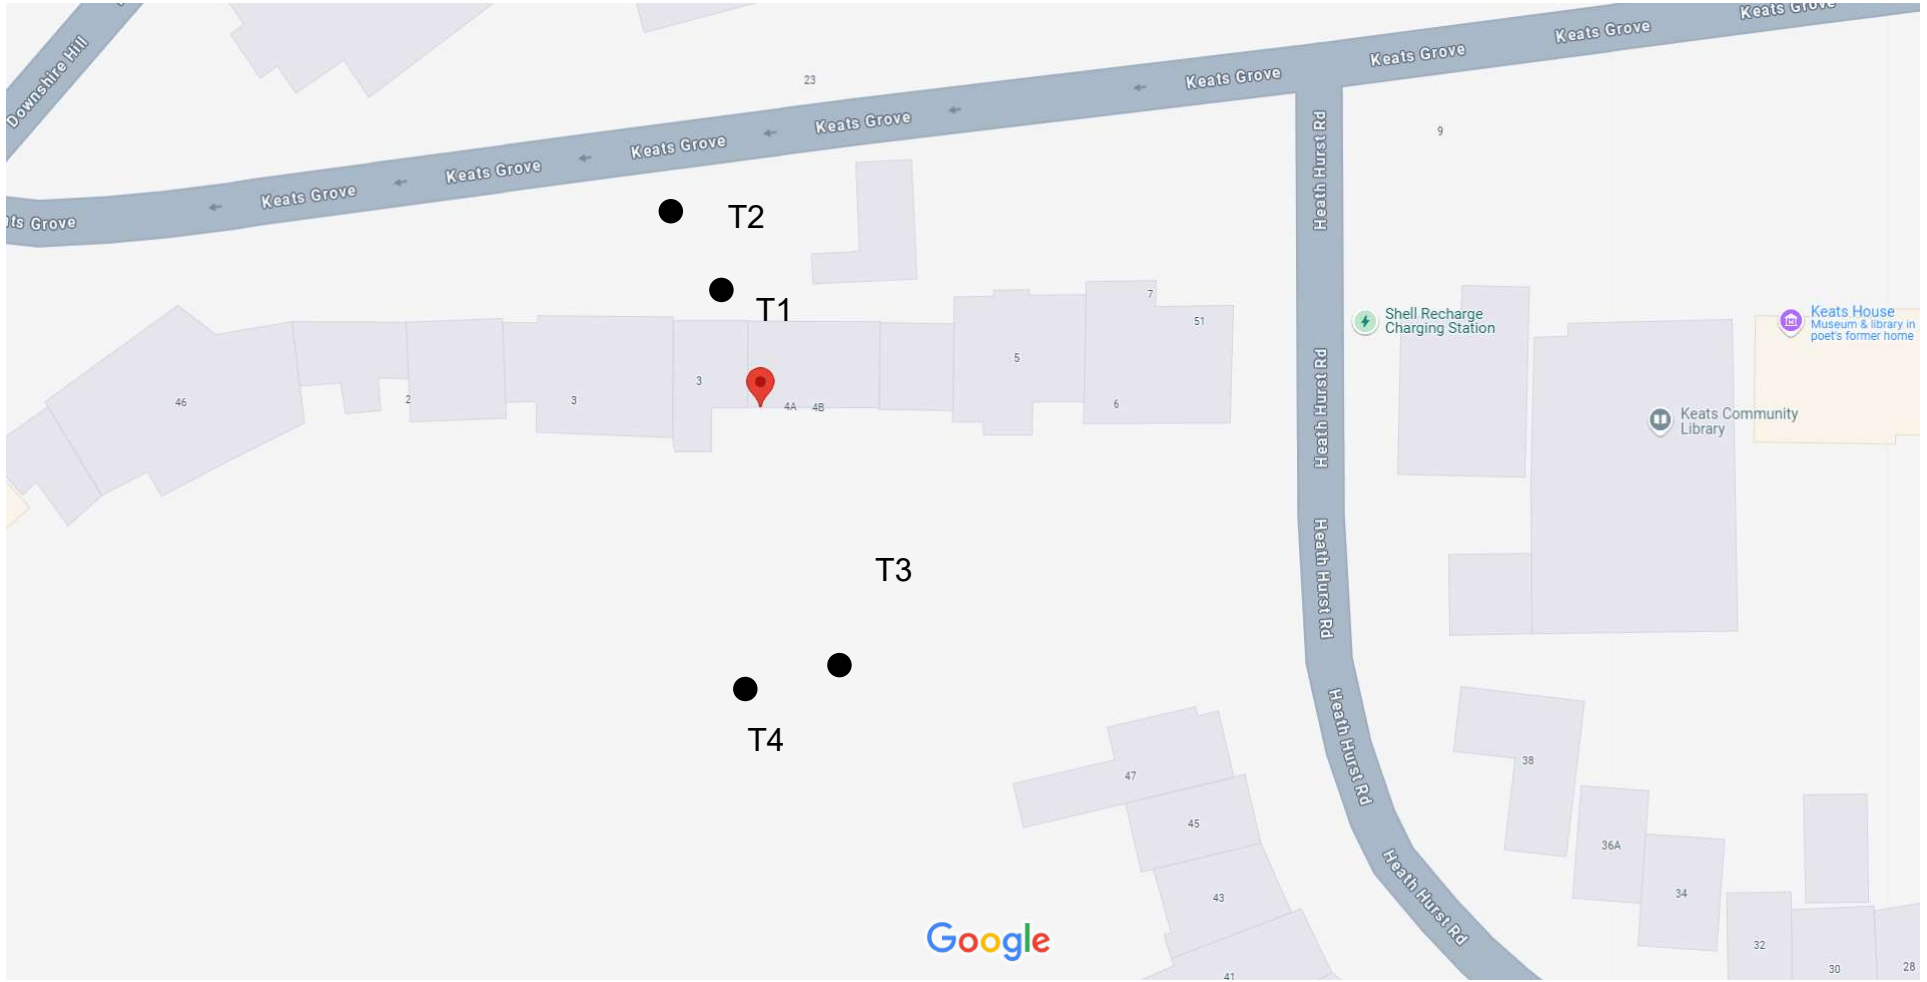 Keats Grove
Keats Grove
Keats Grove
Downshire Hill
23
Keats Grove
Keats Grove
Keats Grove
Keats Grove
Keats Grove
ts Grove
Heath Hurst Rd
9
T2
T1
7
51
Shell Recharge
Charging Station
Keats House
Museum & library in
poet's former home
46
2
3
3
4A
4B
5
6
Heath Hurst Rd
Keats Community
Library
T3
Heath Hurst Rd
T4
Heath Hurst Rd
47
45
43
41
38
36A
34
32
30
28
Heath Hurst Rd
Google